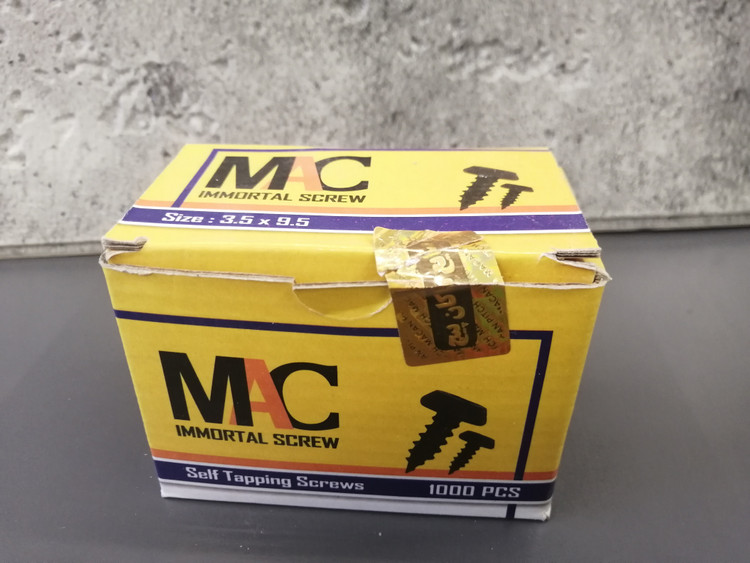 MAC
IMMORTAL SCREW
Size : 3.5 x 9.5
MAC
IMMORTAL SCREW
Self Tapping Screws
1000 PCS